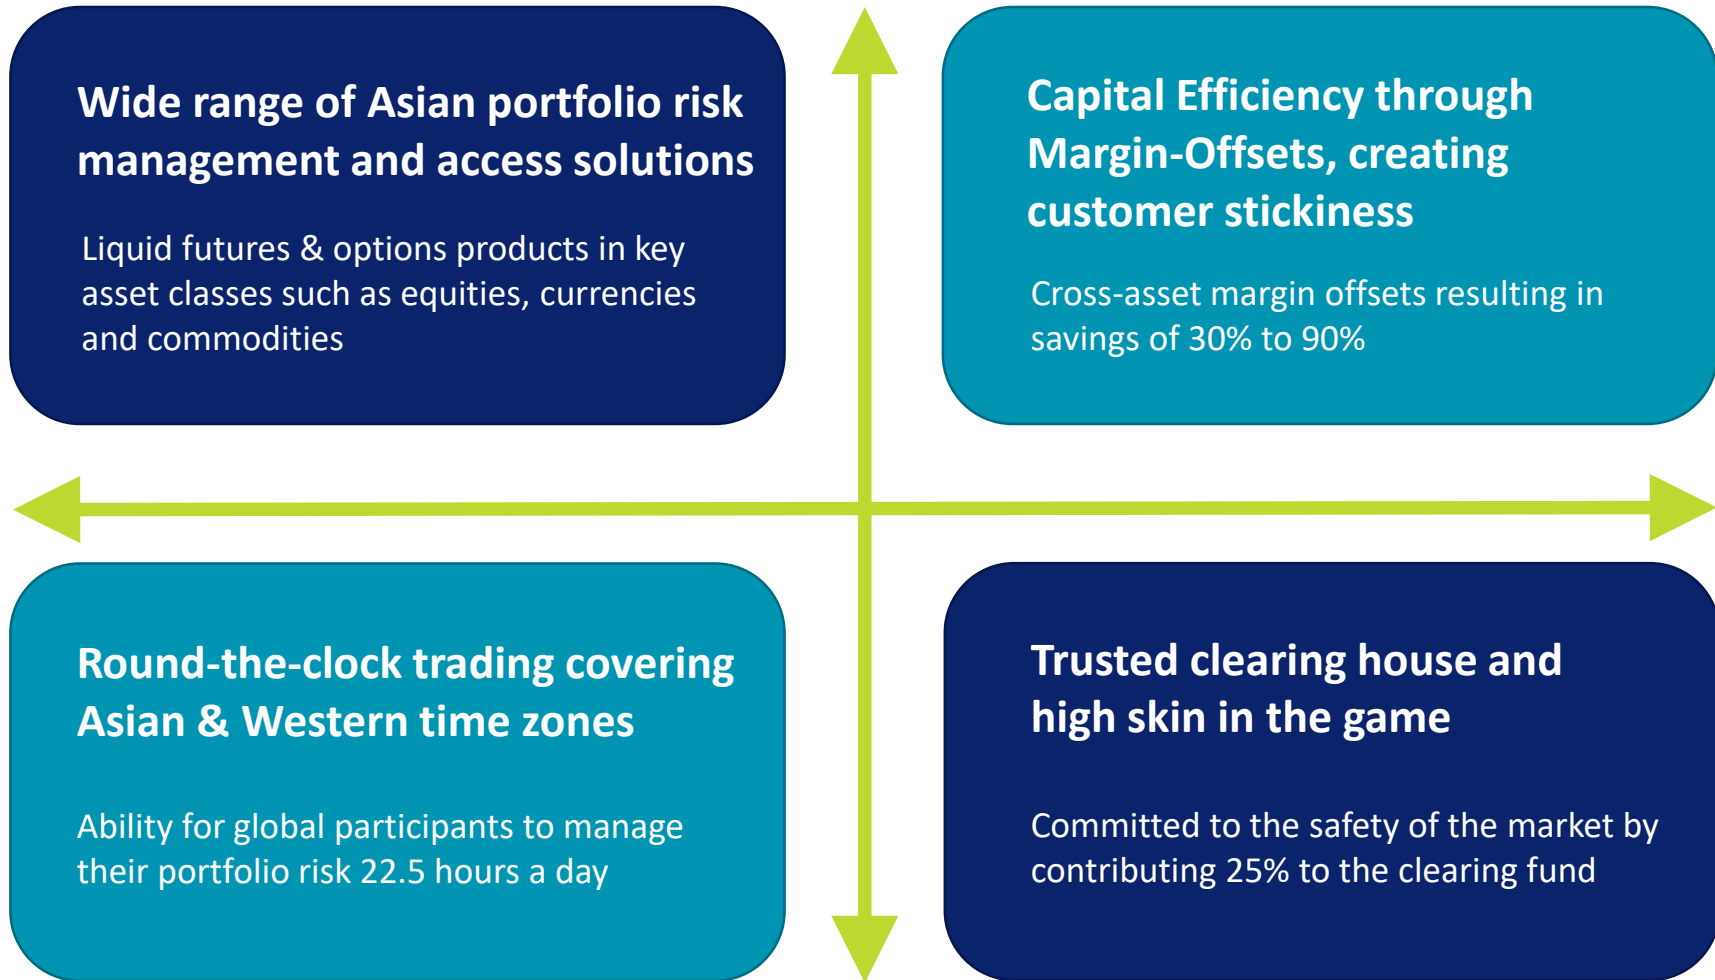 Wide range of Asian portfolio risk
management and access solutions
Liquid futures & options products in key
asset classes such as equities, currencies
and commodities
Capital Efficiency through
Margin-Offsets, creating
customer stickiness
Cross-asset margin offsets resulting in
savings of 30% to 90%
Round-the-clock trading covering
Asian & Western time zones
Ability for global participants to manage
their portfolio risk 22.5 hours a day
Trusted clearing house and
high skin in the game
Committed to the safety of the market by
contributing 25% to the clearing fund